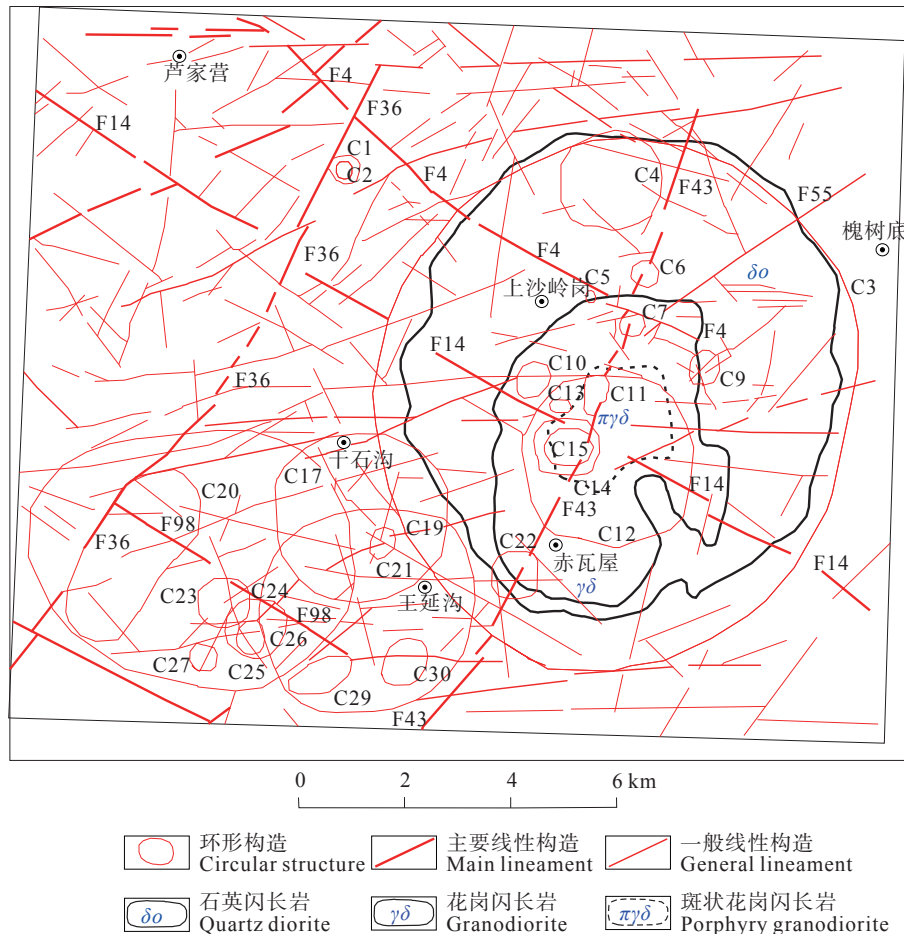 芦家营
F4
F36
F14
C1
C2
F4
C4
F43
F55
槐树底
F36
F4
C6
δo
C3
C5
上沙岭岗
C7
F4
F14
C9
F36
C10
C13
C11
πγδ
干石沟
C15
C17
C20
C14
F14
F98
F43
C19
C12
F36
C22
赤瓦屋
F14
C21
γδ
C23
C24
王延沟
F98
C26
C27
C25
C30
C29
F43
0 2 4 6 km
环形构造 主要线性构造 一般线性构造
Circular structure Main lineament General lineament
石英闪长岩 花岗闪长岩 斑状花岗闪长岩
δo Quartz diorite γδ Granodiorite πγδ Porphyry granodiorite